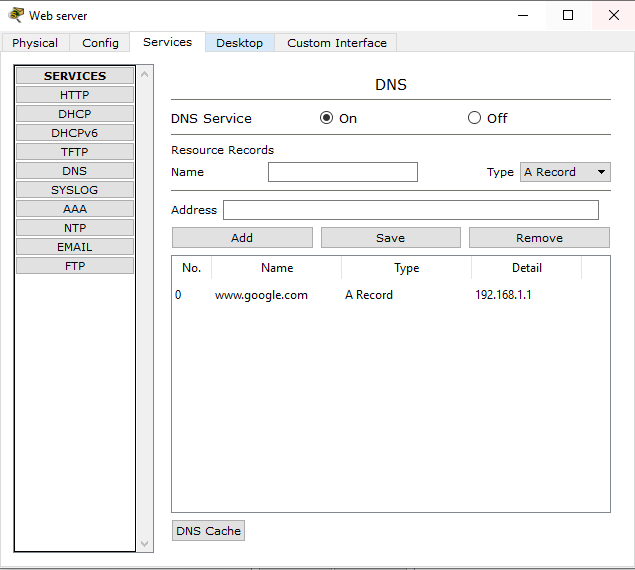 Web server
Physical Config Services Desktop Custom Interface
SERVICES
HTTP
DHCP
DHCPv6
TFTP
DNS
SYSLOG
AAA
NTP
EMAIL
FTP
DNS
DNS Service On Off
Resource Records
Name Type A Record
Address
Add Save Remove
No. Name Type Detail
0 www.google.com A Record 192.168.1.1
DNS Cache